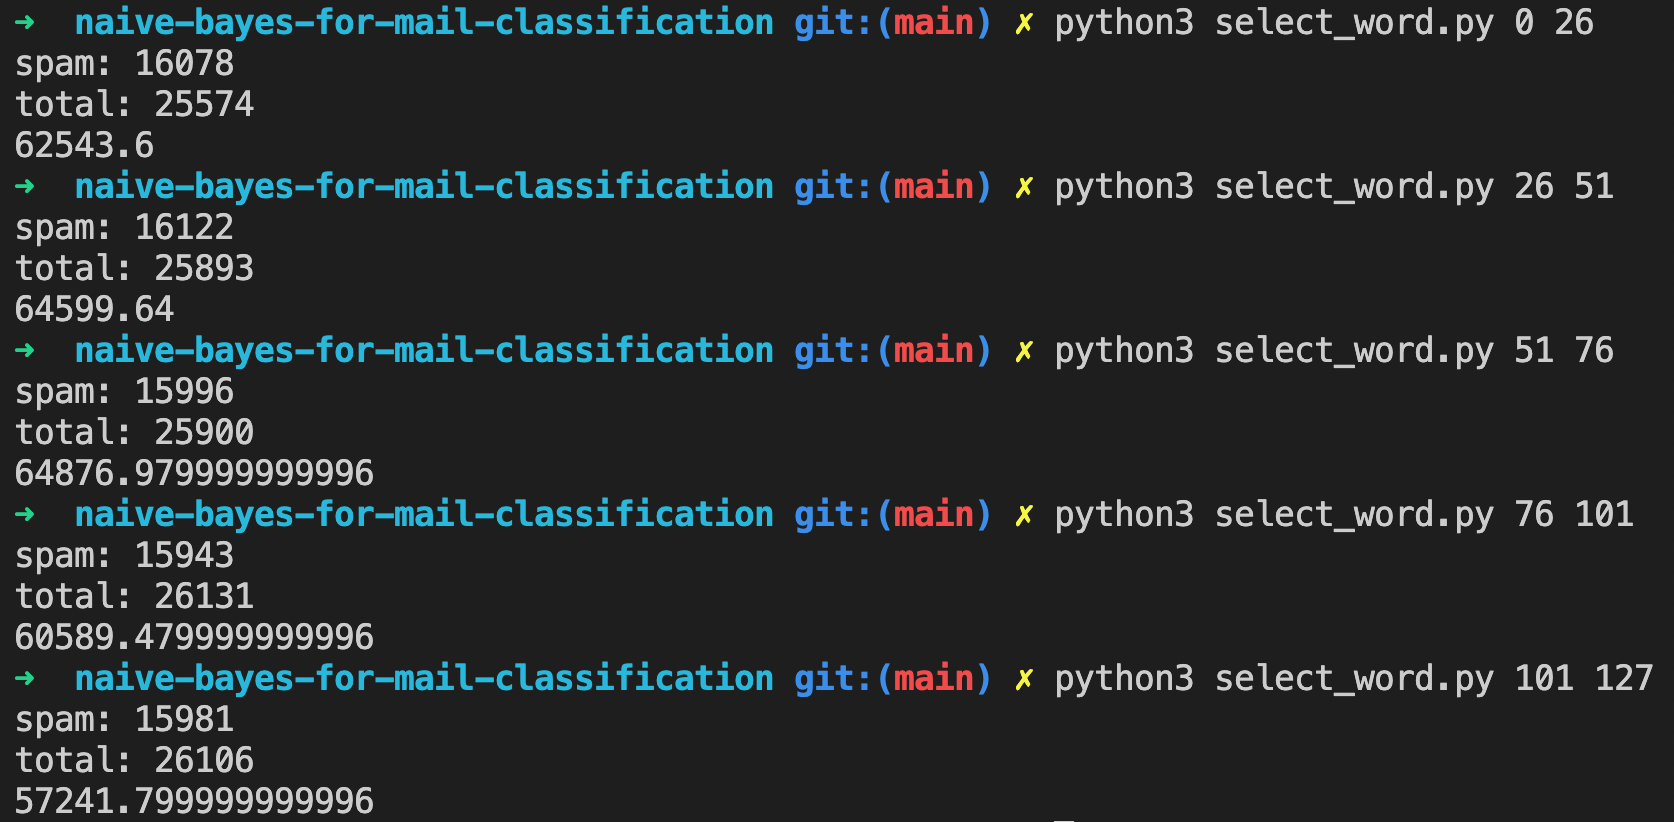 ➜  naive-bayes-for-mail-classification git:(main) ✗ python3 select_word.py 0 26
spam: 16078
total: 25574
62543.6
➜  naive-bayes-for-mail-classification git:(main) ✗ python3 select_word.py 26 51
spam: 16122
total: 25893
64599.64
➜  naive-bayes-for-mail-classification git:(main) ✗ python3 select_word.py 51 76
spam: 15996
total: 25900
64876.979999999996
➜  naive-bayes-for-mail-classification git:(main) ✗ python3 select_word.py 76 101
spam: 15943
total: 26131
60589.479999999996
➜  naive-bayes-for-mail-classification git:(main) ✗ python3 select_word.py 101 127
spam: 15981
total: 26106
57241.799999999996